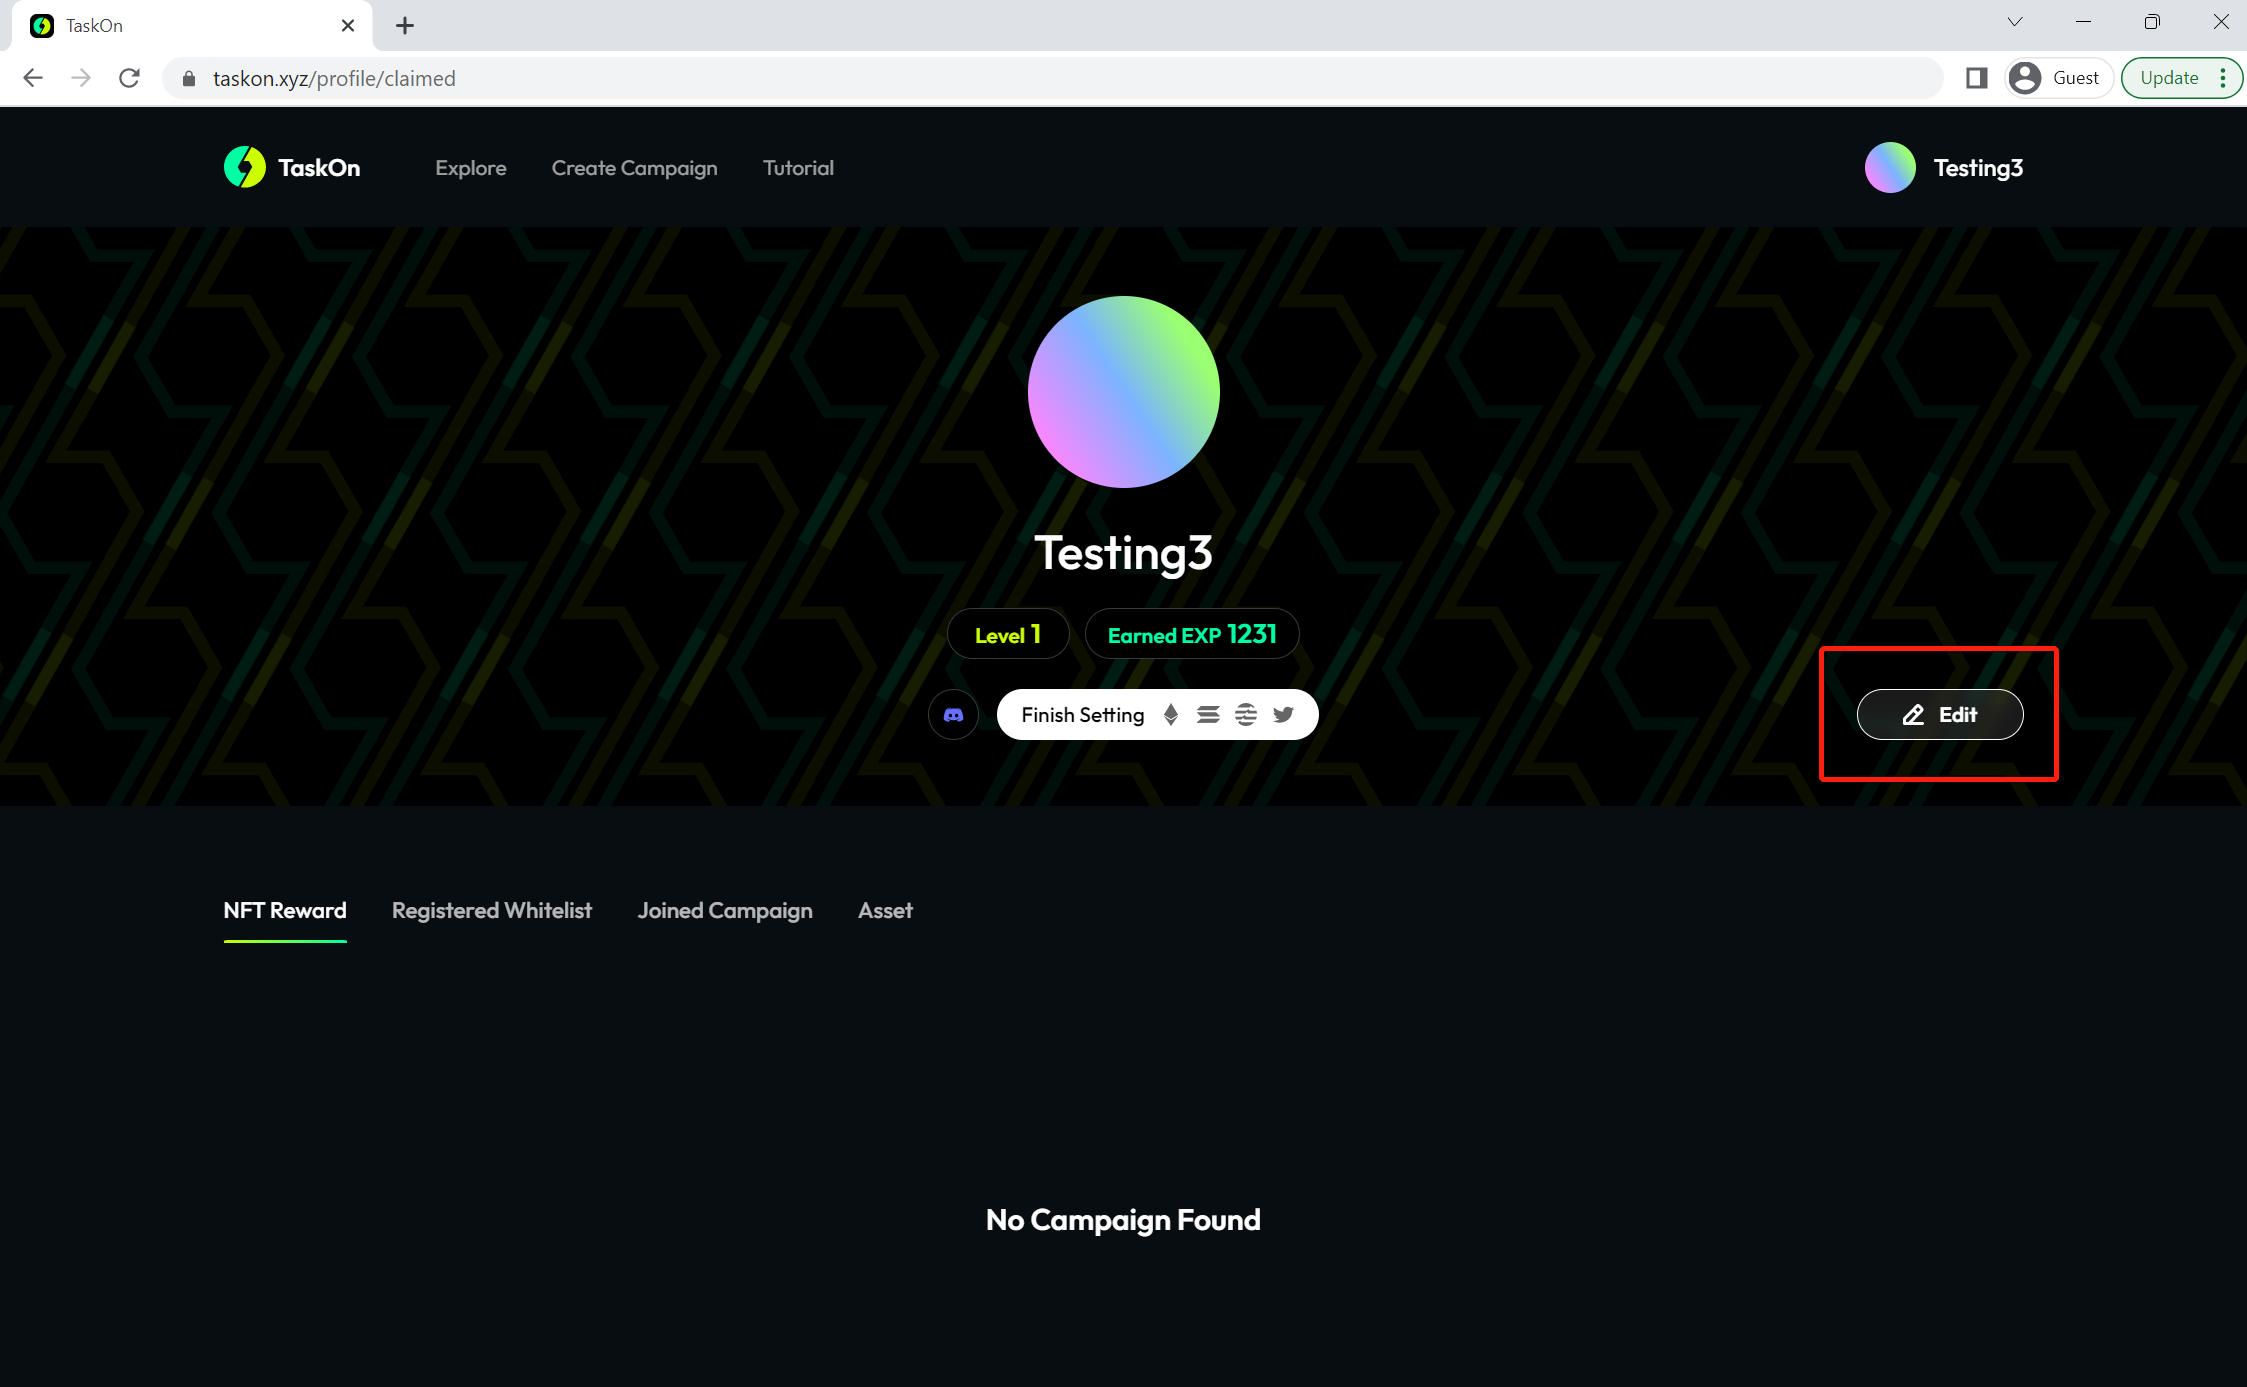 TaskOn
taskon.xyz/profile/claimed
Guest
Update
TaskOn
Explore
Create Campaign
Tutorial
Testing3
Testing3
Level 1
Earned EXP 1231
Finish Setting
Edit
NFT Reward
Registered Whitelist
Joined Campaign
Asset
No Campaign Found